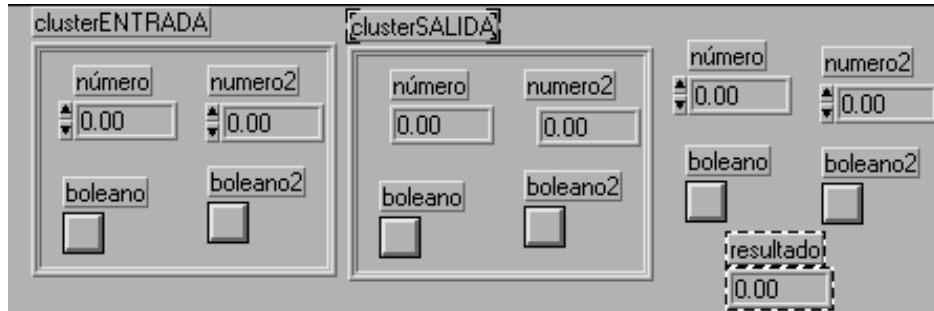 clusterENTRADA
número numero2
0.00 0.00
boleano boleano2
clusterSALIDA
número numero2
0.00 0.00
boleano boleano2
número numero2
0.00 0.00
boleano boleano2
resultado
0.00